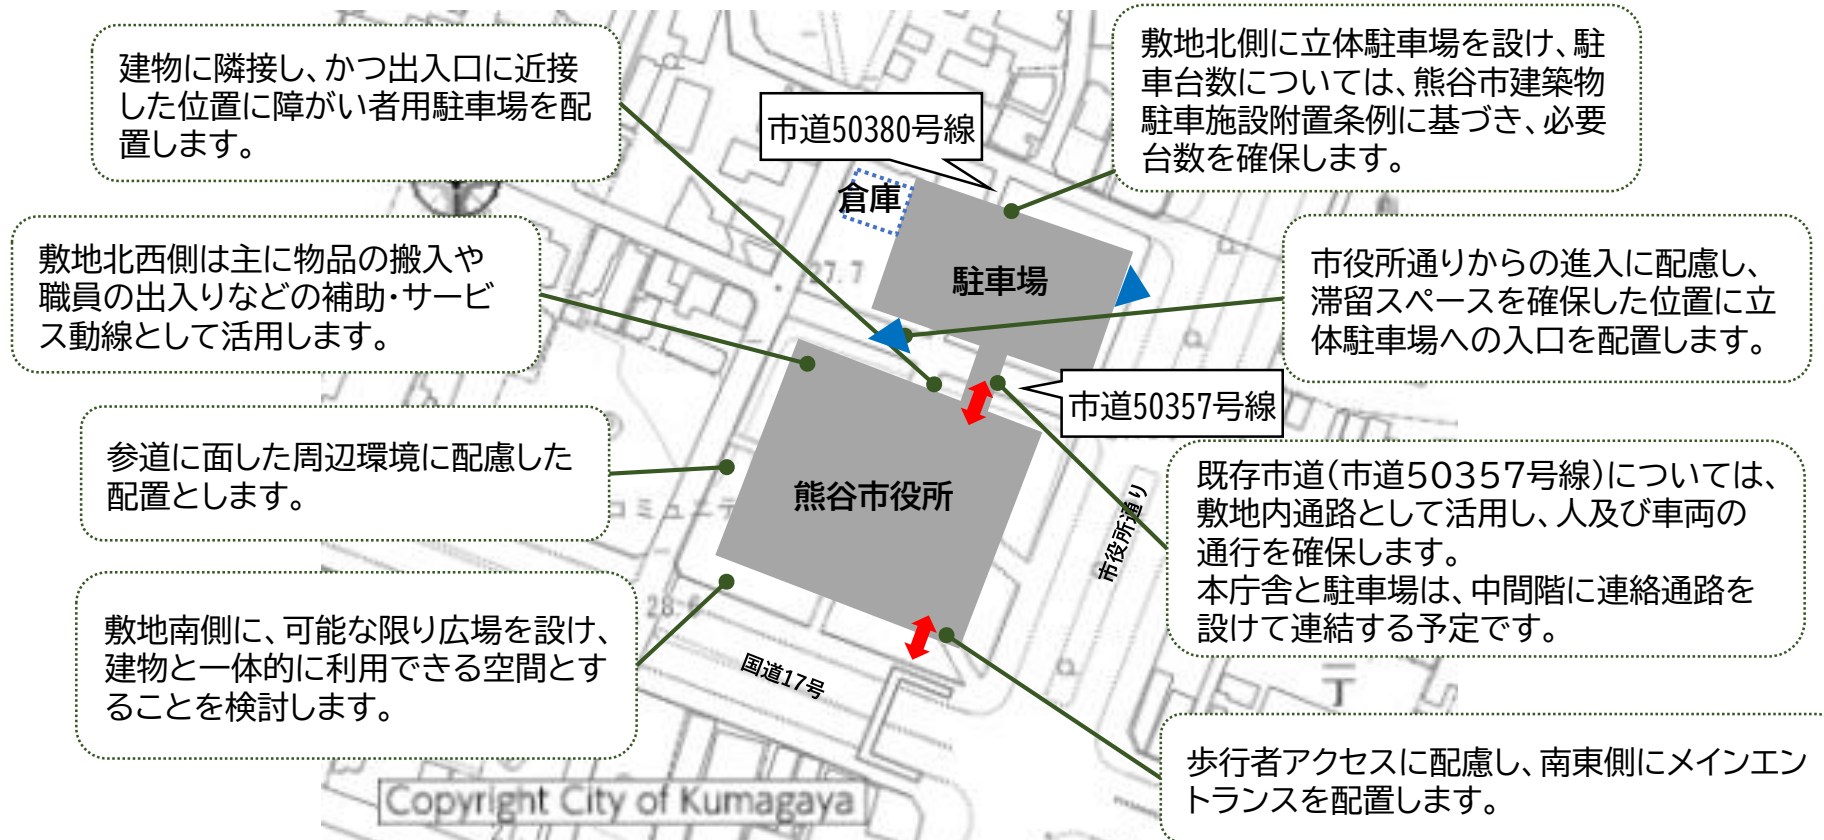 建物に隣接し、かつ出入口に近接
した位置に障がい者用駐車場を配
置します。
敷地北側に立体駐車場を設け、駐
車台数については、熊谷市建築物
駐車施設附置条例に基づき、必要
台数を確保します。
市道50380号線
倉庫
敷地北西側は主に物品の搬入や
職員の出入りなどの補助・サービ
ス動線として活用します。
27.7
駐車場
市役所通りからの進入に配慮し、
滞留スペースを確保した位置に立
体駐車場への入口を配置します。
市道50357号線
参道に面した周辺環境に配慮した
配置とします。
コミュニテ
熊谷市役所
市役所通り
既存市道(市道50357号線)については、
敷地内通路として活用し、人及び車両の
通行を確保します。
本庁舎と駐車場は、中間階に連絡通路を
設けて連結する予定です。
敷地南側に、可能な限り広場を設け、
建物と一体的に利用できる空間とす
ることを検討します。
国道17号
歩行者アクセスに配慮し、南東側にメインエン
トランスを配置します。
Copyright City of Kumagaya